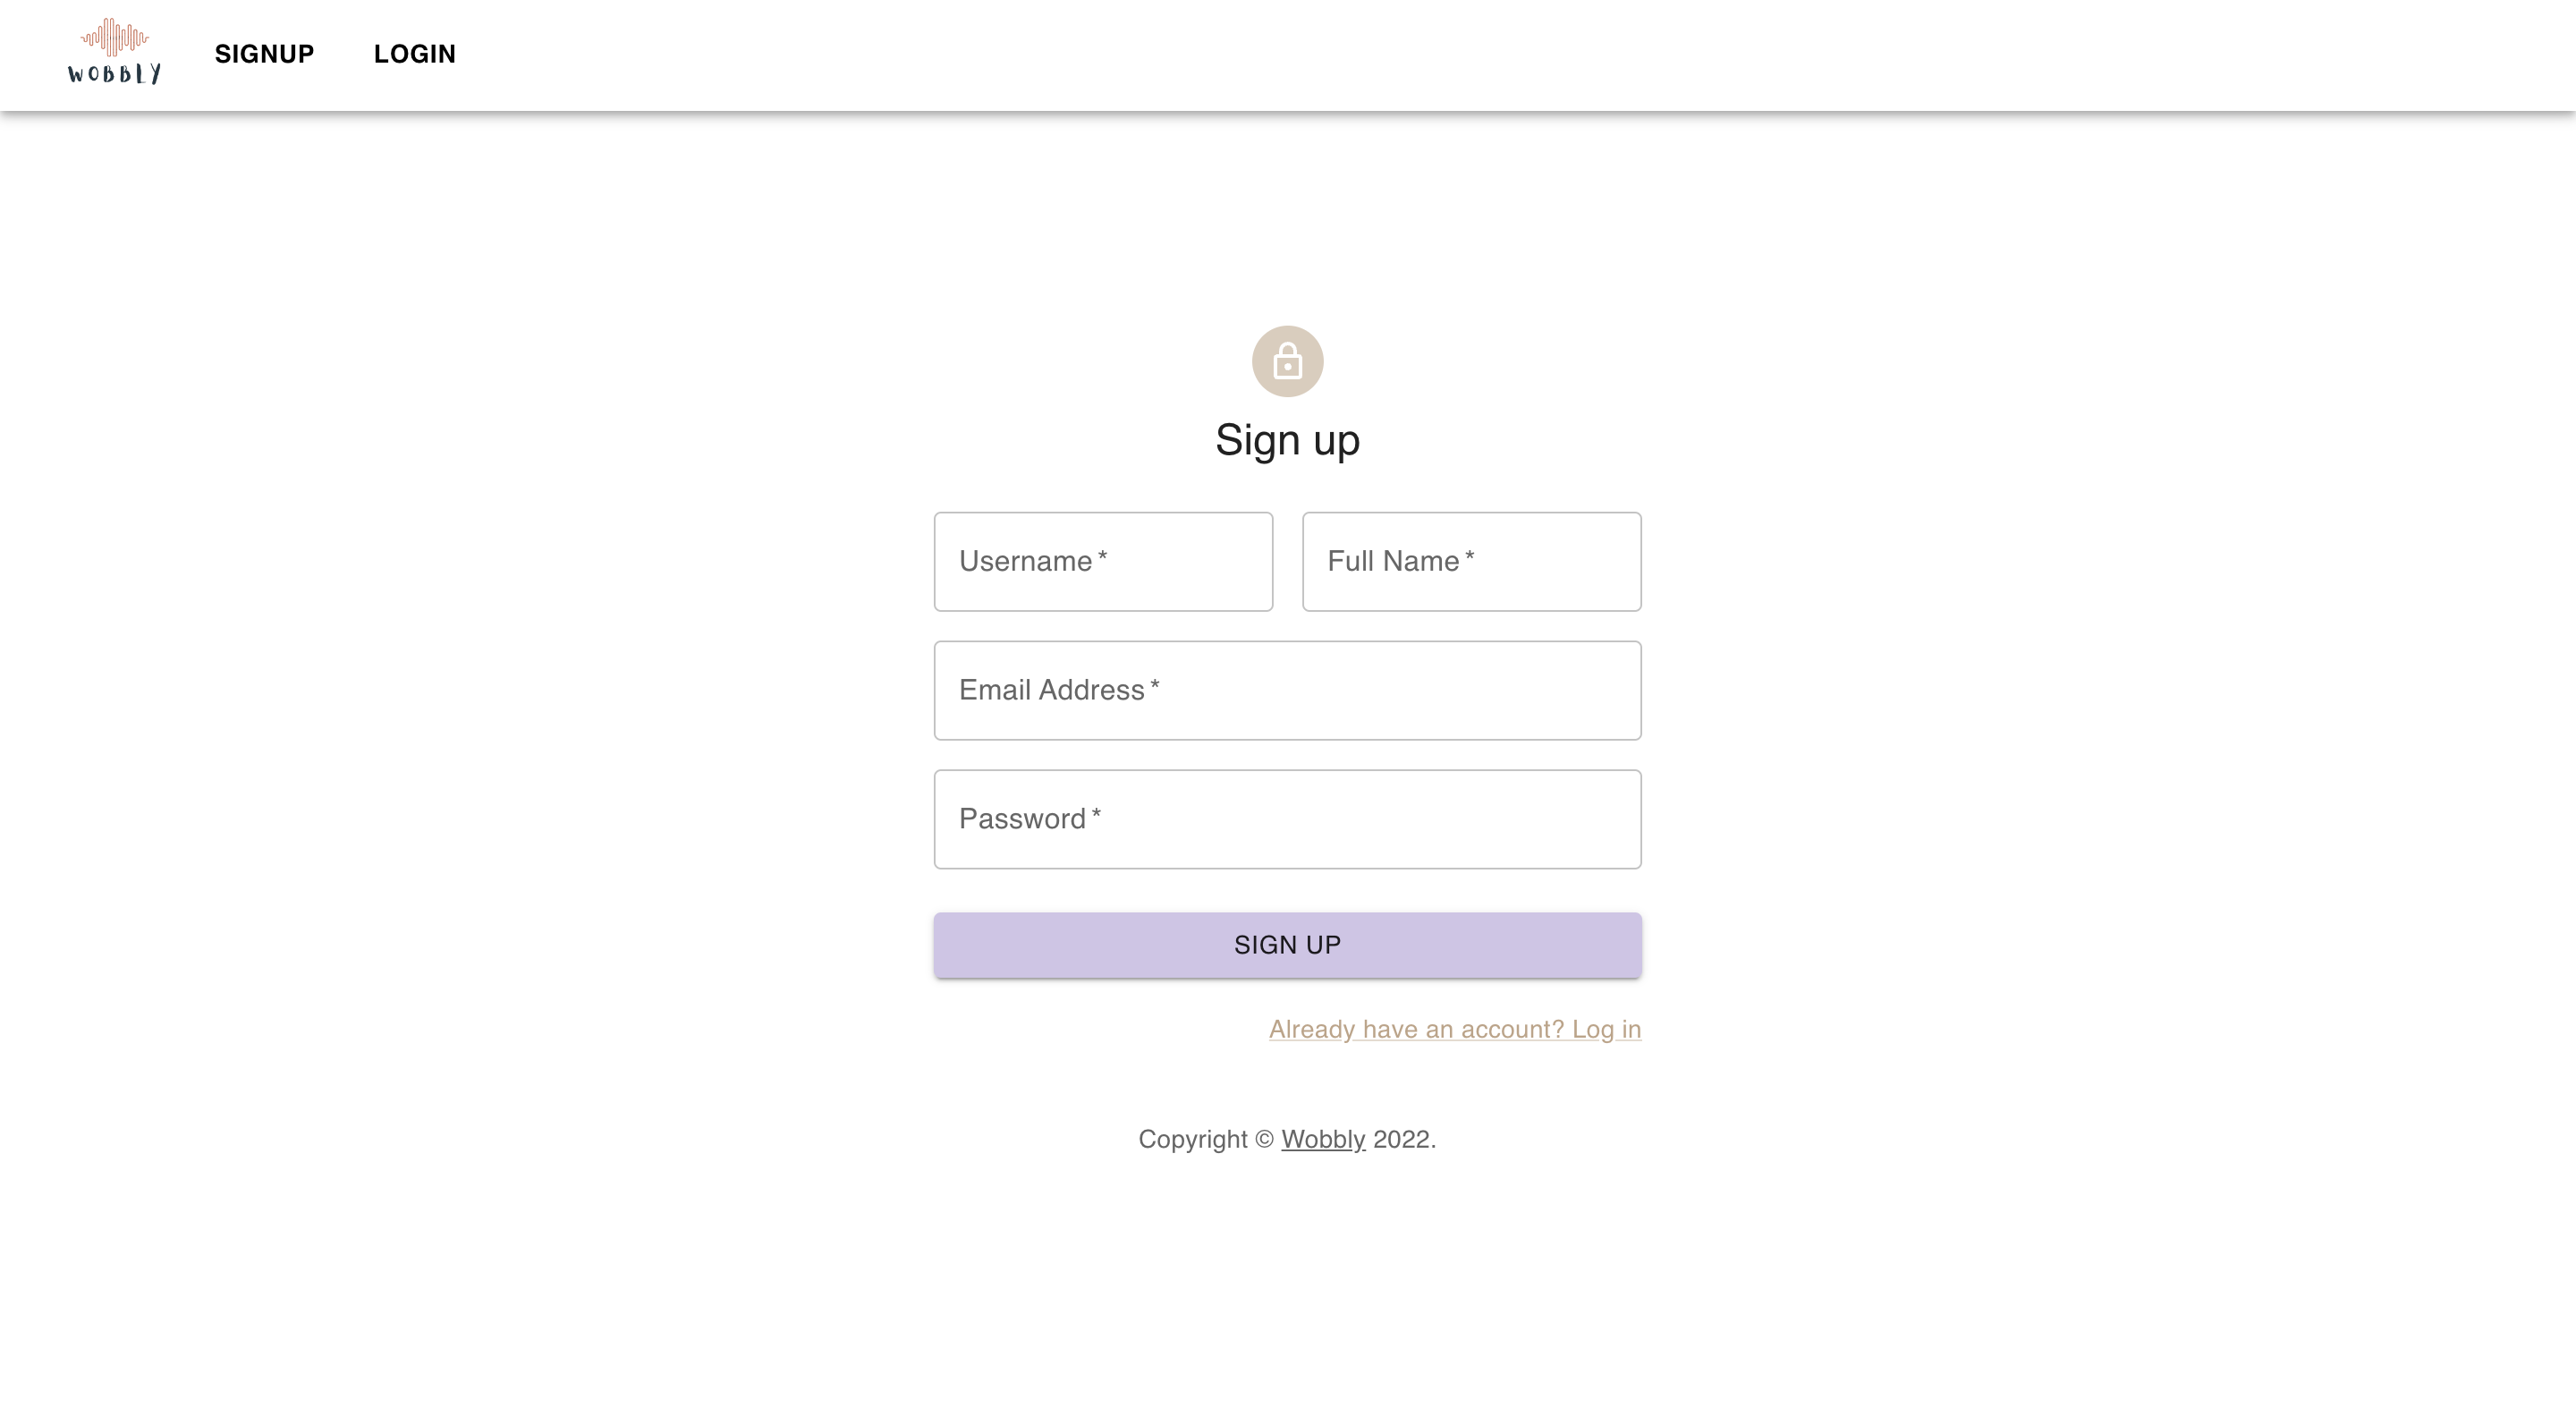 WOBBLY
SIGNUP LOGIN
Sign up
Username * Full Name *
Email Address *
Password *
SIGN UP
Already have an account? Log in
Copyright © Wobbly 2022.